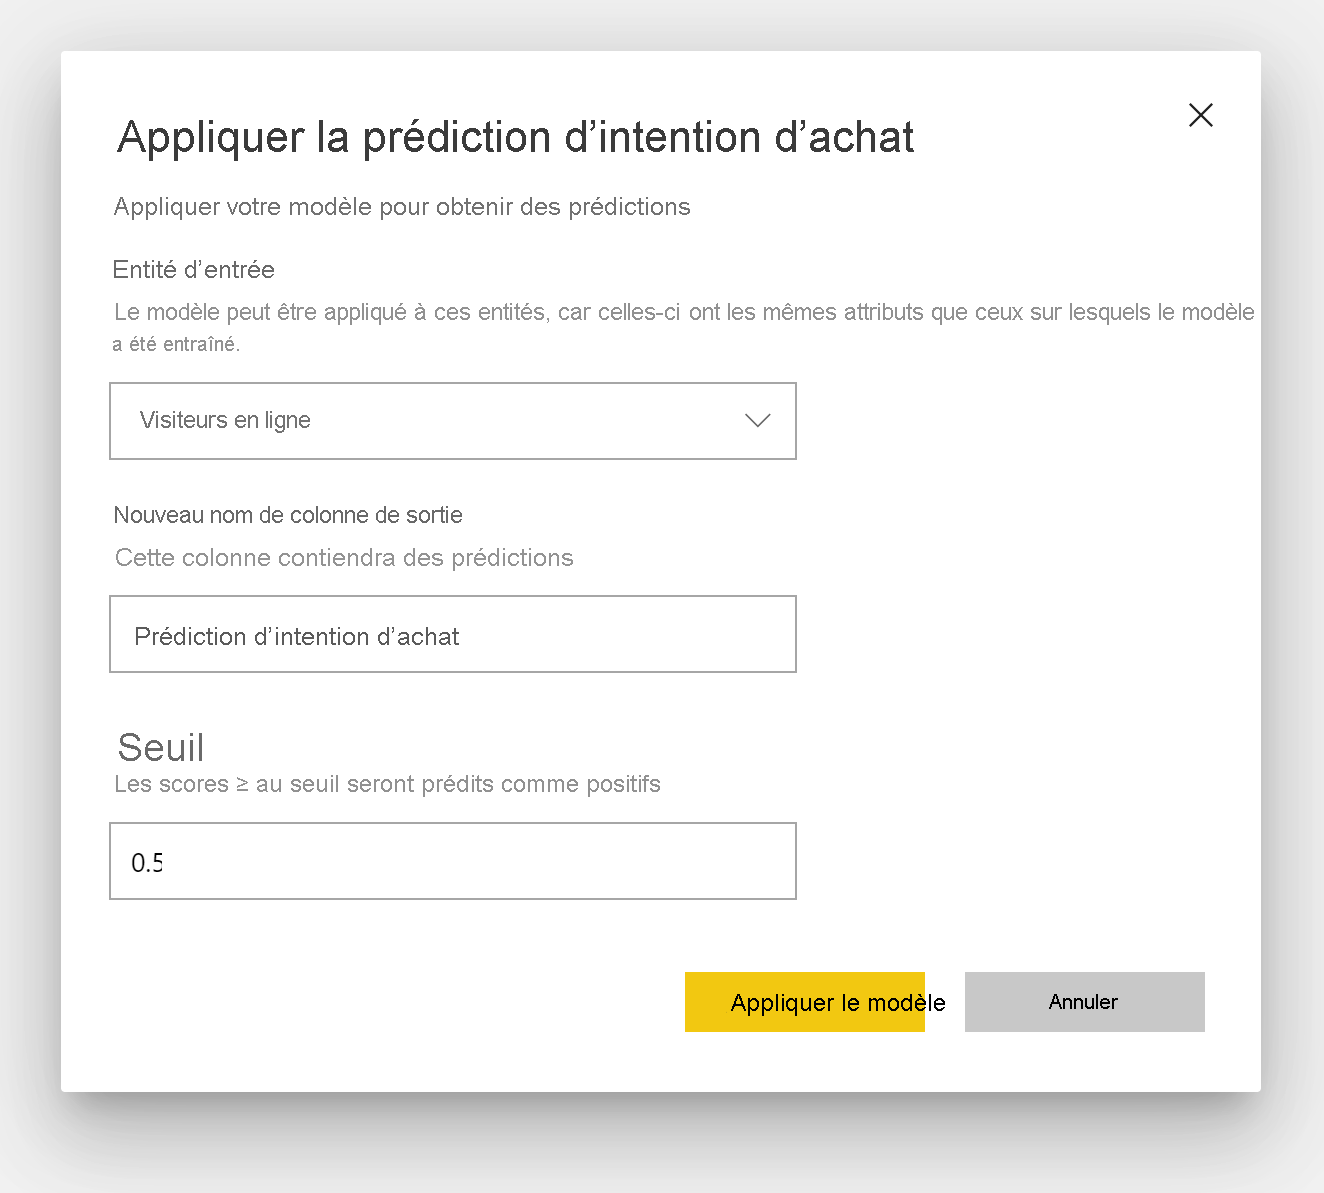 Appliquer la prédiction d’intention d’achat
Appliquer votre modèle pour obtenir des prédictions
Entité d’entrée
Le modèle peut être appliqué à ces entités, car celles-ci ont les mêmes attributs que ceux sur lesquels le modèle
a été entraîné.
Visiteurs en ligne
Nouveau nom de colonne de sortie
Cette colonne contiendra des prédictions
Prédiction d’intention d’achat
Seuil
Les scores ≥ au seuil seront prédits comme positifs
0.5
Appliquer le modèle
Annuler